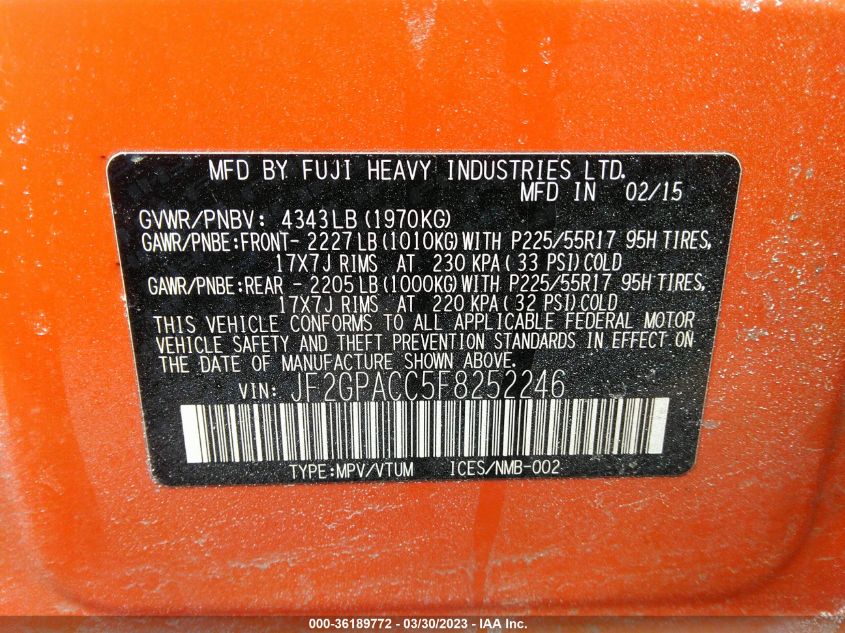 MFD BY FUJI HEAVY INDUSTRIES LTD.
MFD IN 02/15
GVWR/PNBV: 4343LB(1970KG)
GAWR/PNBE:FRONT- 2227LB(1010KG)WITH P225/55R17 95H TIRES,
17X7J RIMS AT 230 KPA( 33 PSI)COLD
GAWR/PNBE:REAR - 2205LB(1000KG)WITH P225/55R17 95H TIRES,
17X7J RIMS AT 220 KPA( 32 PSI)COLD
THIS VEHICLE CONFORMS TO ALL APPLICABLE FEDERAL MOTOR
VEHICLE SAFETY AND THEFT PREVENTION STANDARDS IN EFFECT ON
THE DATE OF MANUFACTURE SHOWN ABOVE.
VIN: JF2GPACC5F8252246
TYPE:MPV/VTUM ICES/NMB-002
000-36189772 - 03/30/2023 - IAA Inc.